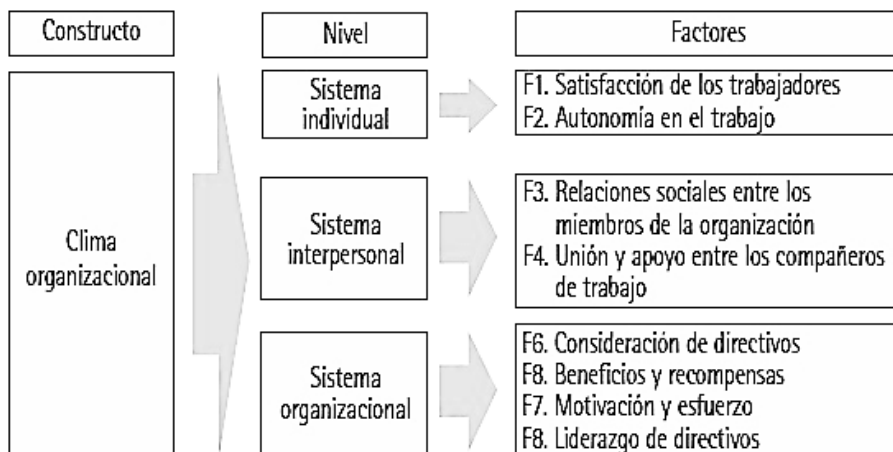 Constructo
Nivel
Factores
Clima
organizacional
Sistema
individual
F1. Satisfacción de los trabajadores
F2. Autonomía en el trabajo
Sistema
interpersonal
F3. Relaciones sociales entre los
miembros de la organización
F4. Unión y apoyo entre los compañeros
de trabajo
Sistema
organizacional
F6. Consideración de directivos
F8. Beneficios y recompensas
F7. Motivación y esfuerzo
F8. Liderazgo de directivos